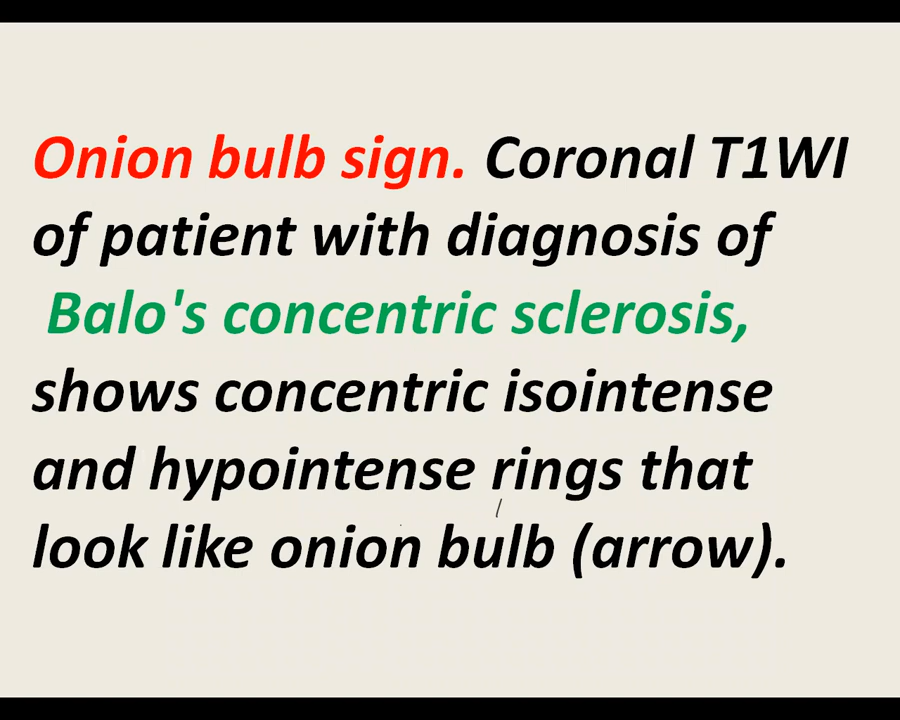 Onion bulb sign. Coronal T1WI
of patient with diagnosis of
Balo's concentric sclerosis,
shows concentric isointense
and hypointense rings that
look like onion bulb (arrow).